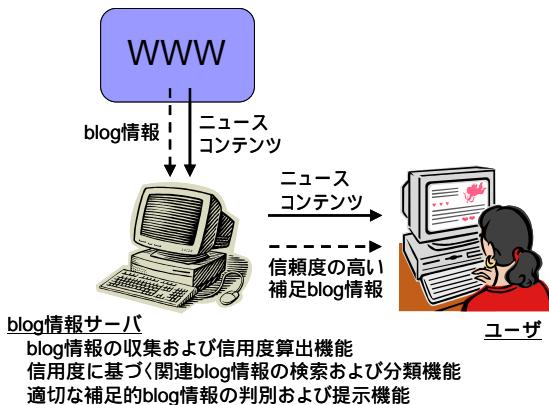 WWW
blog情報
ニュース
コンテンツ
ニュース
コンテンツ
信頼度の高い
補足blog情報
blog情報サーバ
ユーザ
blog情報の収集および信用度算出機能
信用度に基づく関連blog情報の検索および分類機能
適切な補足的blog情報の判別および提示機能